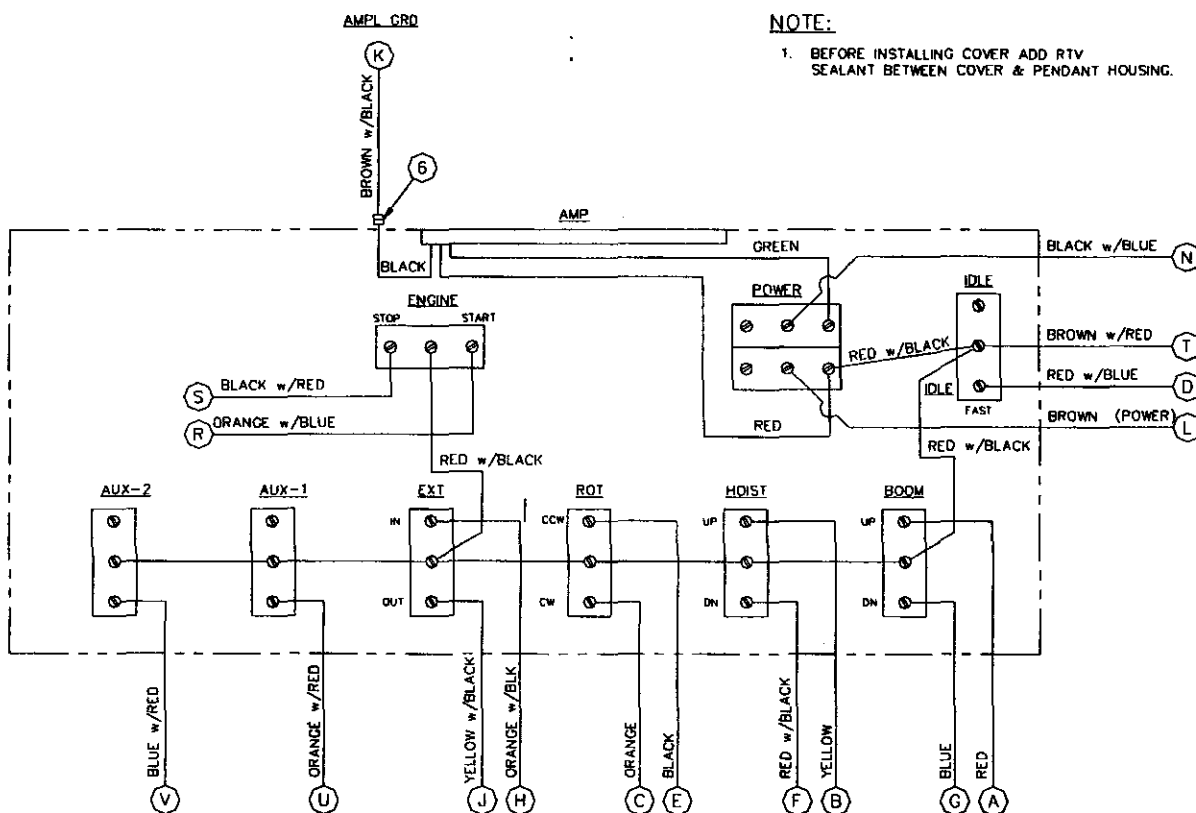 AMPL GRD
NOTE:
K
1. BEFORE INSTALLING COVER ADD RTV
SEALANT BETWEEN COVER & PENDANT HOUSING.
BROWN w/BLACK
6
AMP
GREEN
BLACK w/BLUE
N
BLACK
ENGINE
POWER
IDLE
STOP
START
RED w/BLACK
BROWN w/RED
T
S
BLACK w/RED
IDLE
RED w/BLUE
D
R
ORANGE w/BLUE
FAST
RED
BROWN (POWER)
L
RED w/BLACK
RED w/BLACK
AUX-2
AUX-1
EXT
ROT
HOIST
BOOM
IN
CCW
UP
UP
OUT
CW
DN
DN
BLUE w/RED
ORANGE w/RED
YELLOW w/BLACK
ORANGE w/BLK
ORANGE
BLACK
RED w/BLACK
YELLOW
BLUE
RED
V
U
J
H
C
E
F
B
G
A